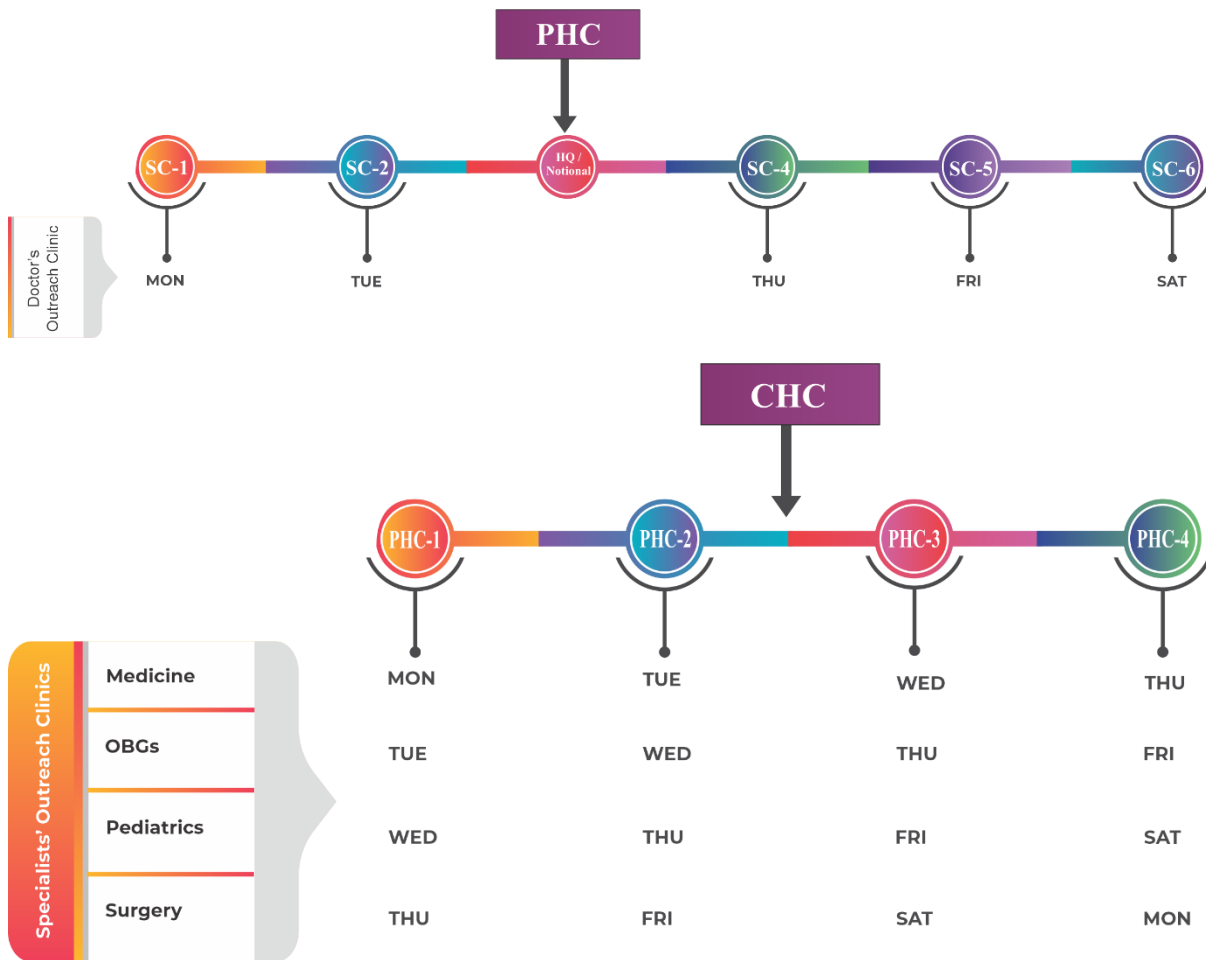 PHC
SC-1
SC-2
HQ /
Notional
SC-4
SC-5
SC-6
Doctor's
Outreach Clinic
MON
TUE
THU
FRI
SAT
CHC
PHC-1
PHC-2
PHC-3
PHC-4
Specialists' Outreach Clinics
Medicine
MON
TUE
WED
THU
OBGs
TUE
WED
THU
FRI
Pediatrics
WED
THU
FRI
SAT
Surgery
THU
FRI
SAT
MON